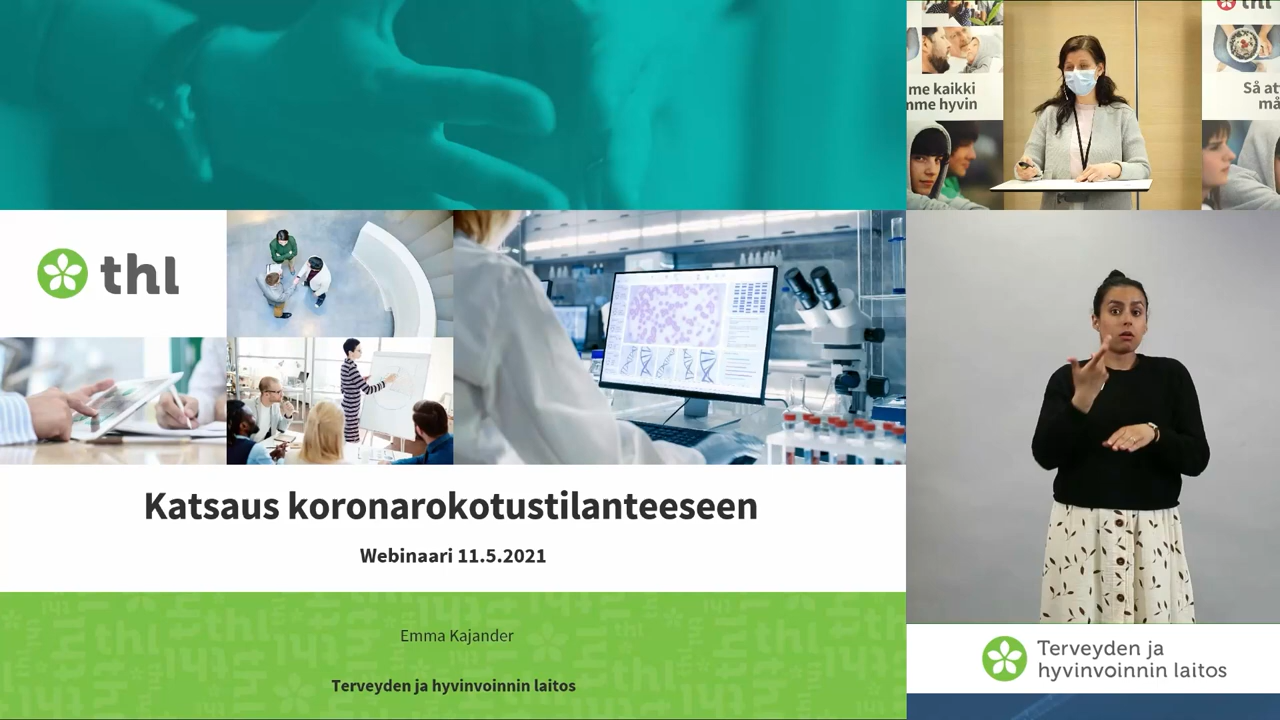 thl
Katsaus koronarokotustilanteeseen
Webinaari 11.5.2021
Emma Kajander
Terveyden ja hyvinvoinnin laitos
thl
me kaikki
mme hyvin
Så at
må
Terveyden ja
hyvinvoinnin laitos